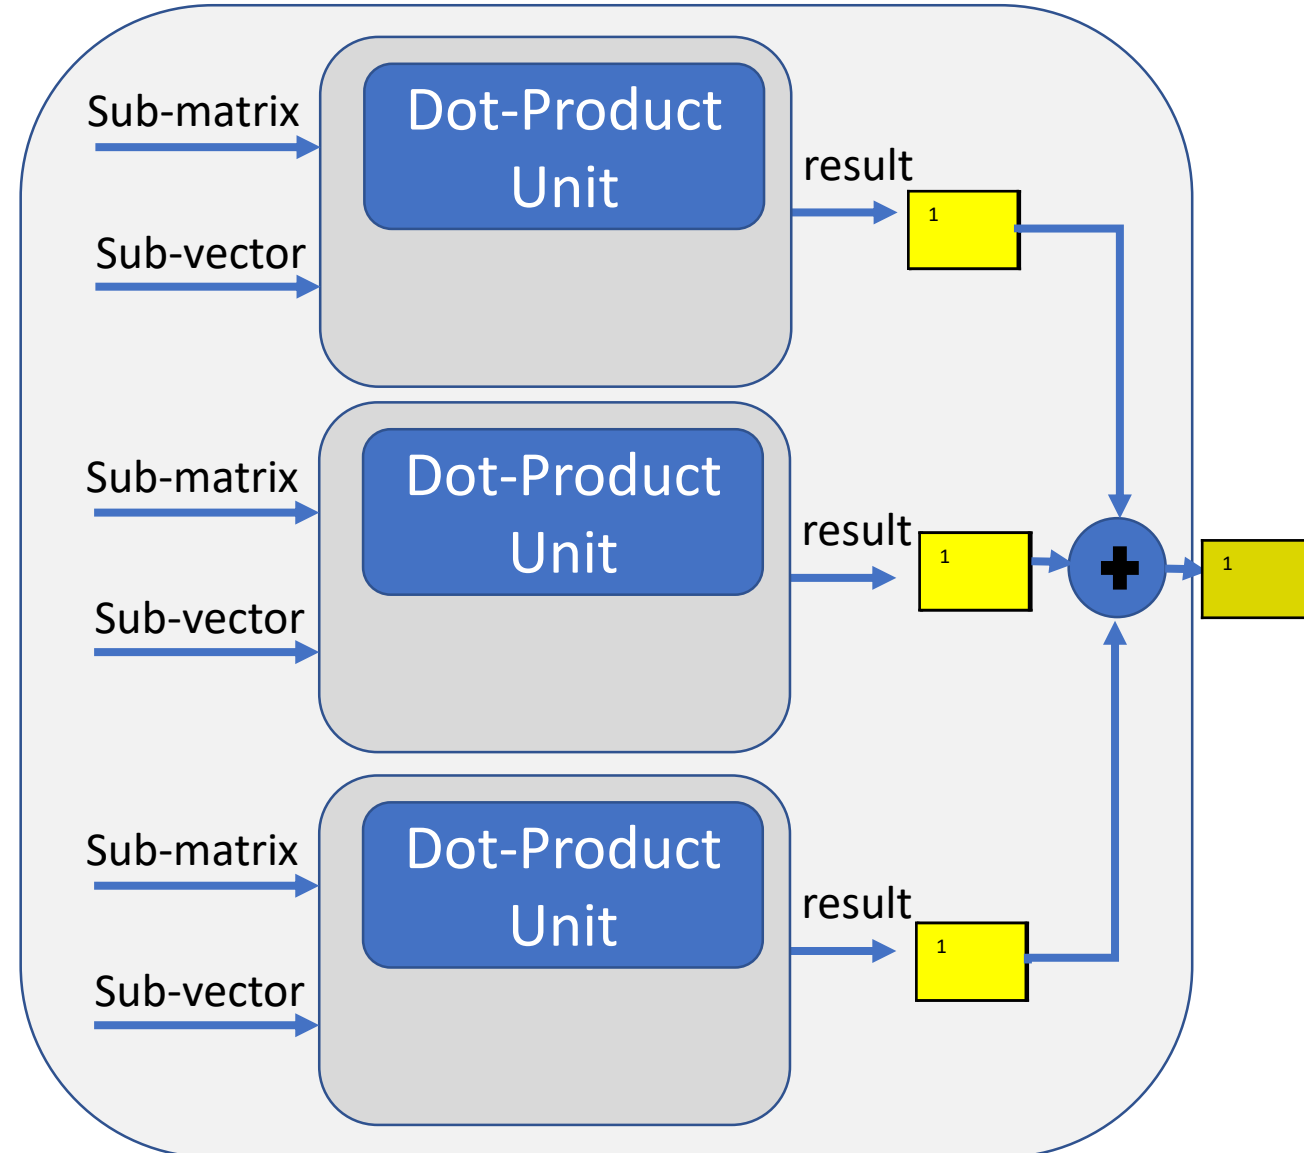 Sub-matrix
Dot-Product
Unit
Sub-vector
result
1
Sub-matrix
Dot-Product
Unit
Sub-vector
result
1
1
Sub-matrix
Dot-Product
Unit
Sub-vector
result
1